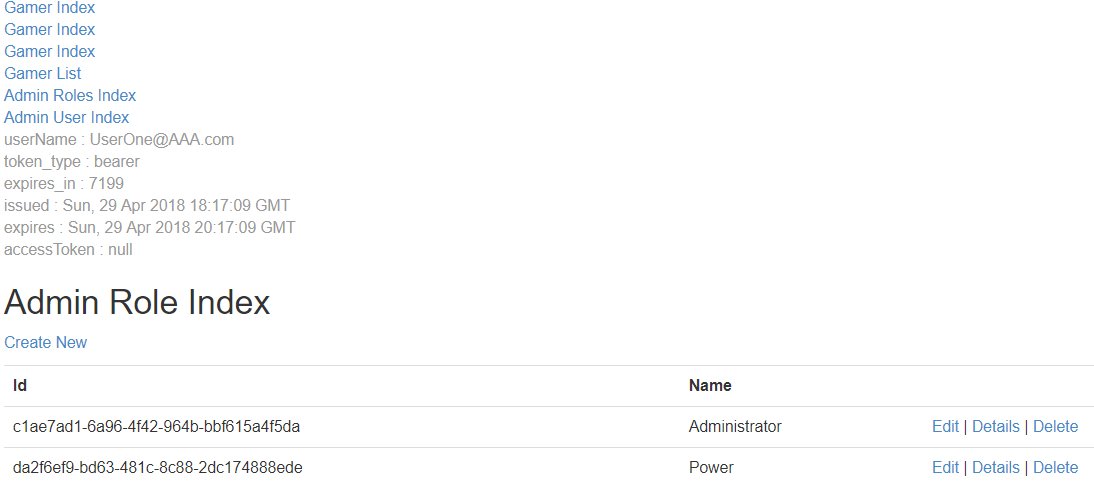 Gamer Index
Gamer Index
Gamer Index
Gamer List
Admin Roles Index
Admin User Index
userName : UserOne@AAA.com
token_type : bearer
expires_in : 7199
issued : Sun, 29 Apr 2018 18:17:09 GMT
expires : Sun, 29 Apr 2018 20:17:09 GMT
accessToken : null
Admin Role Index
Create New
Id Name
c1ae7ad1-6a96-4f42-964b-bbf615a4f5da Administrator Edit | Details | Delete
da2f6ef9-bd63-481c-8c88-2dc174888ede Power Edit | Details | Delete